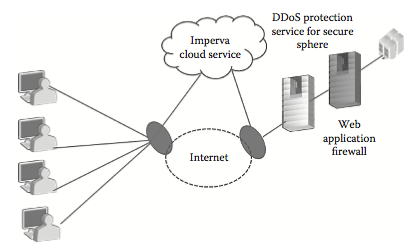 DDoS protection
service for secure
sphere
Imperva
cloud service
Internet
Web
application
firewall